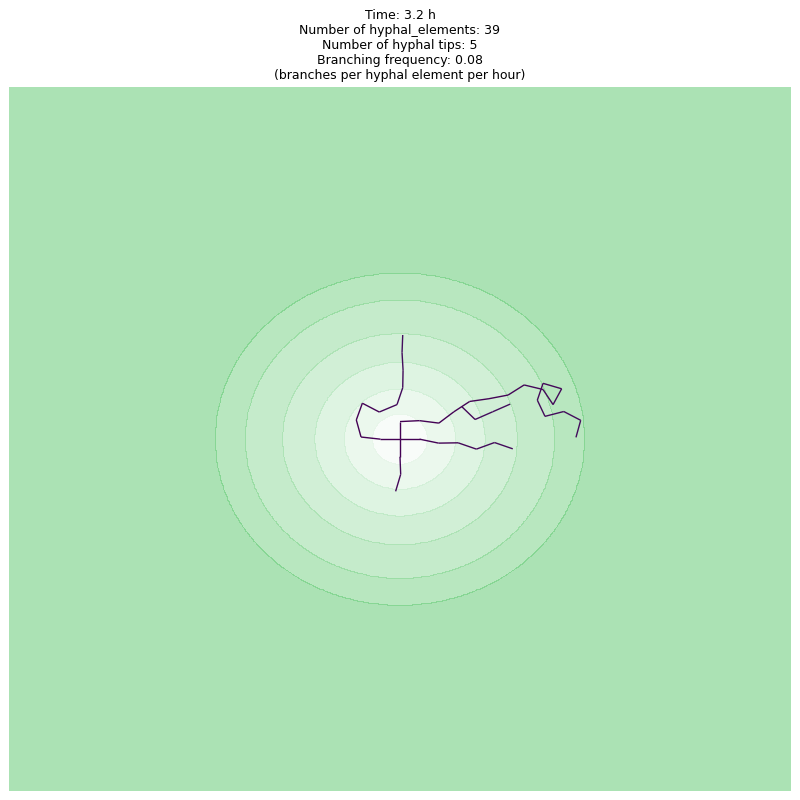 Time: 3.2 h
Number of hyphal_elements: 39
Number of hyphal tips: 5
Branching frequency: 0.08
(branches per hyphal element per hour)